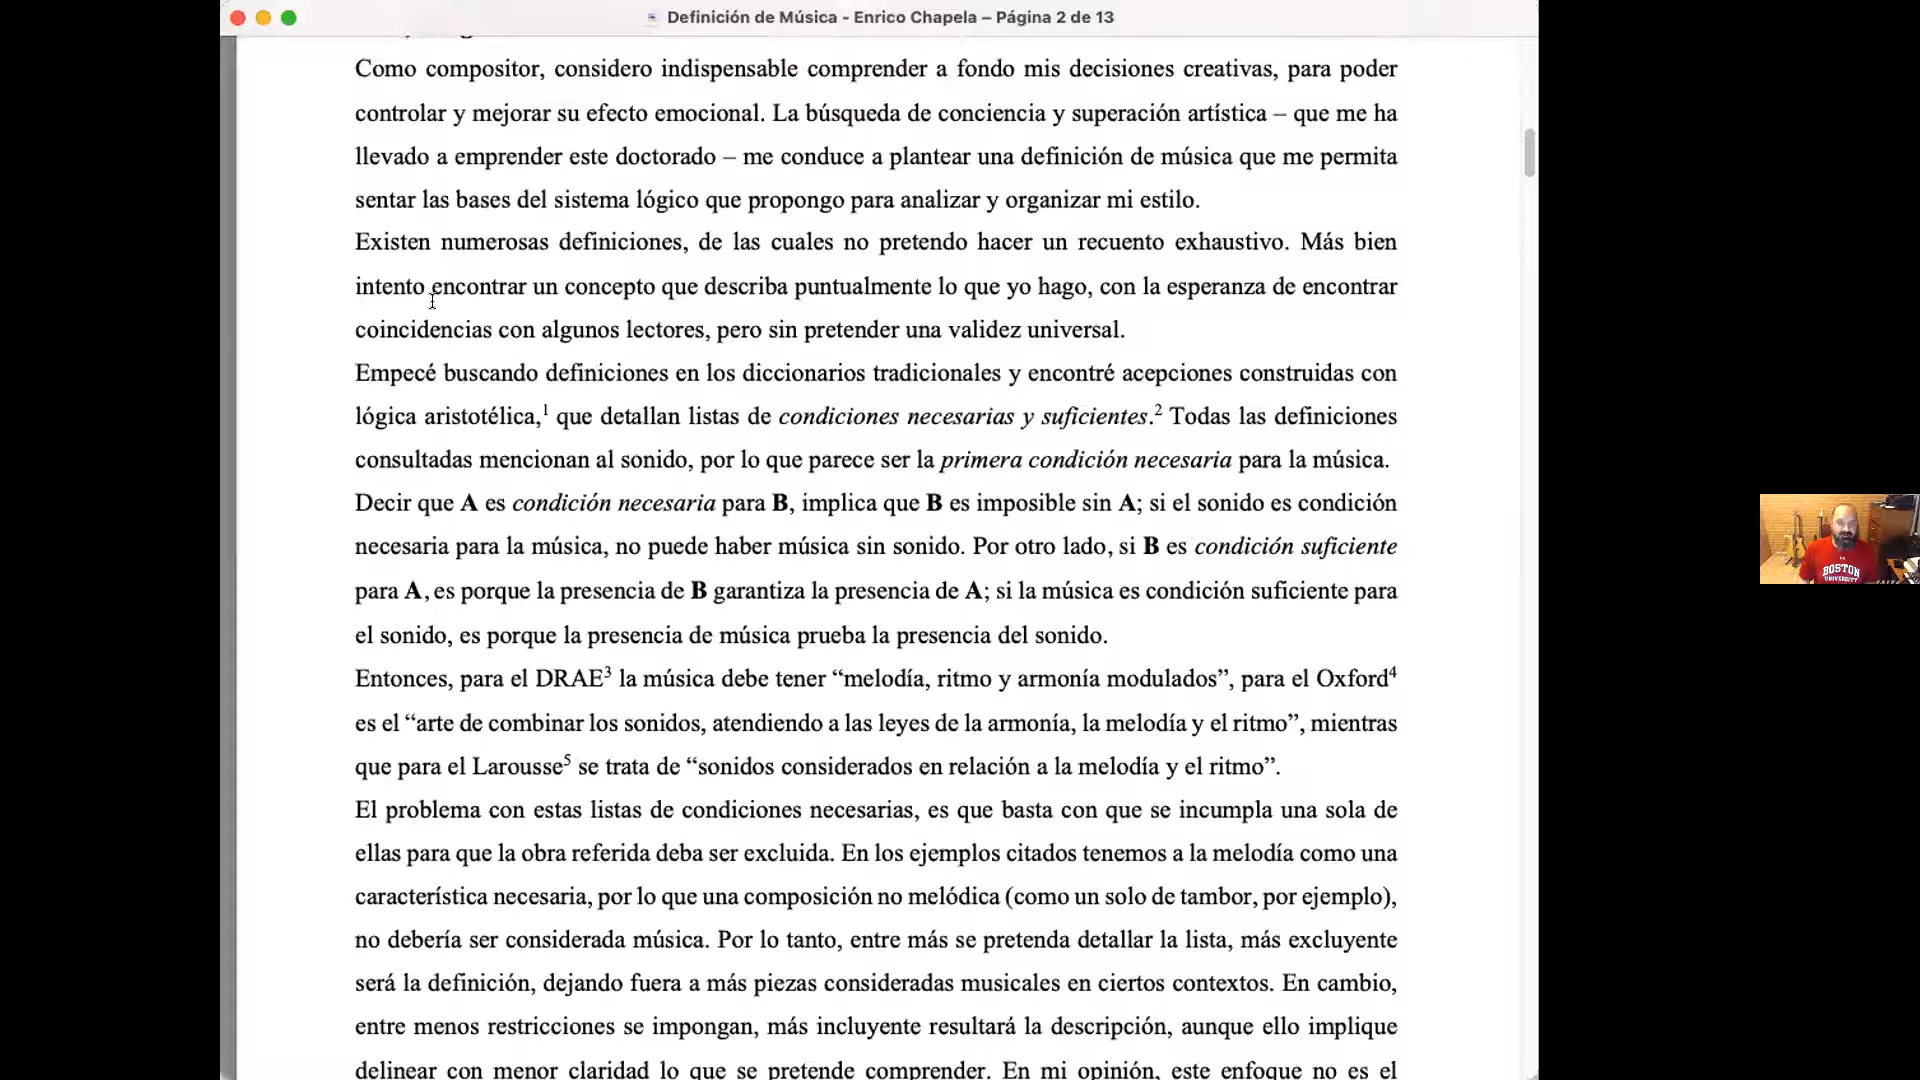 Definición de Música - Enrico Chapela – Página 2 de 13
Como compositor, considero indispensable comprender a fondo mis decisiones creativas, para poder
controlar y mejorar su efecto emocional. La búsqueda de conciencia y superación artística – que me ha
llevado a emprender este doctorado – me conduce a plantear una definición de música que me permita
sentar las bases del sistema lógico que propongo para analizar y organizar mi estilo.
Existen numerosas definiciones, de las cuales no pretendo hacer un recuento exhaustivo. Más bien
intento encontrar un concepto que describa puntualmente lo que yo hago, con la esperanza de encontrar
coincidencias con algunos lectores, pero sin pretender una validez universal.
Empecé buscando definiciones en los diccionarios tradicionales y encontré acepciones construidas con
lógica aristotélica,1 que detallan listas de condiciones necesarias y suficientes.2 Todas las definiciones
consultadas mencionan al sonido, por lo que parece ser la primera condición necesaria para la música.
Decir que A es condición necesaria para B, implica que B es imposible sin A; si el sonido es condición
necesaria para la música, no puede haber música sin sonido. Por otro lado, si B es condición suficiente
para A, es porque la presencia de B garantiza la presencia de A; si la música es condición suficiente para
el sonido, es porque la presencia de música prueba la presencia del sonido.
Entonces, para el DRAE3 la música debe tener “melodía, ritmo y armonía modulados”, para el Oxford4
es el “arte de combinar los sonidos, atendiendo a las leyes de la armonía, la melodía y el ritmo”, mientras
que para el Larousse5 se trata de “sonidos considerados en relación a la melodía y el ritmo”.
El problema con estas listas de condiciones necesarias, es que basta con que se incumpla una sola de
ellas para que la obra referida deba ser excluida. En los ejemplos citados tenemos a la melodía como una
característica necesaria, por lo que una composición no melódica (como un solo de tambor, por ejemplo),
no debería ser considerada música. Por lo tanto, entre más se pretenda detallar la lista, más excluyente
será la definición, dejando fuera a más piezas consideradas musicales en ciertos contextos. En cambio,
entre menos restricciones se impongan, más incluyente resultará la descripción, aunque ello implique
delinear con menor claridad lo que se pretende comprender. En mi opinión, este enfoque no es el
BOSTON
UNIVERSITY